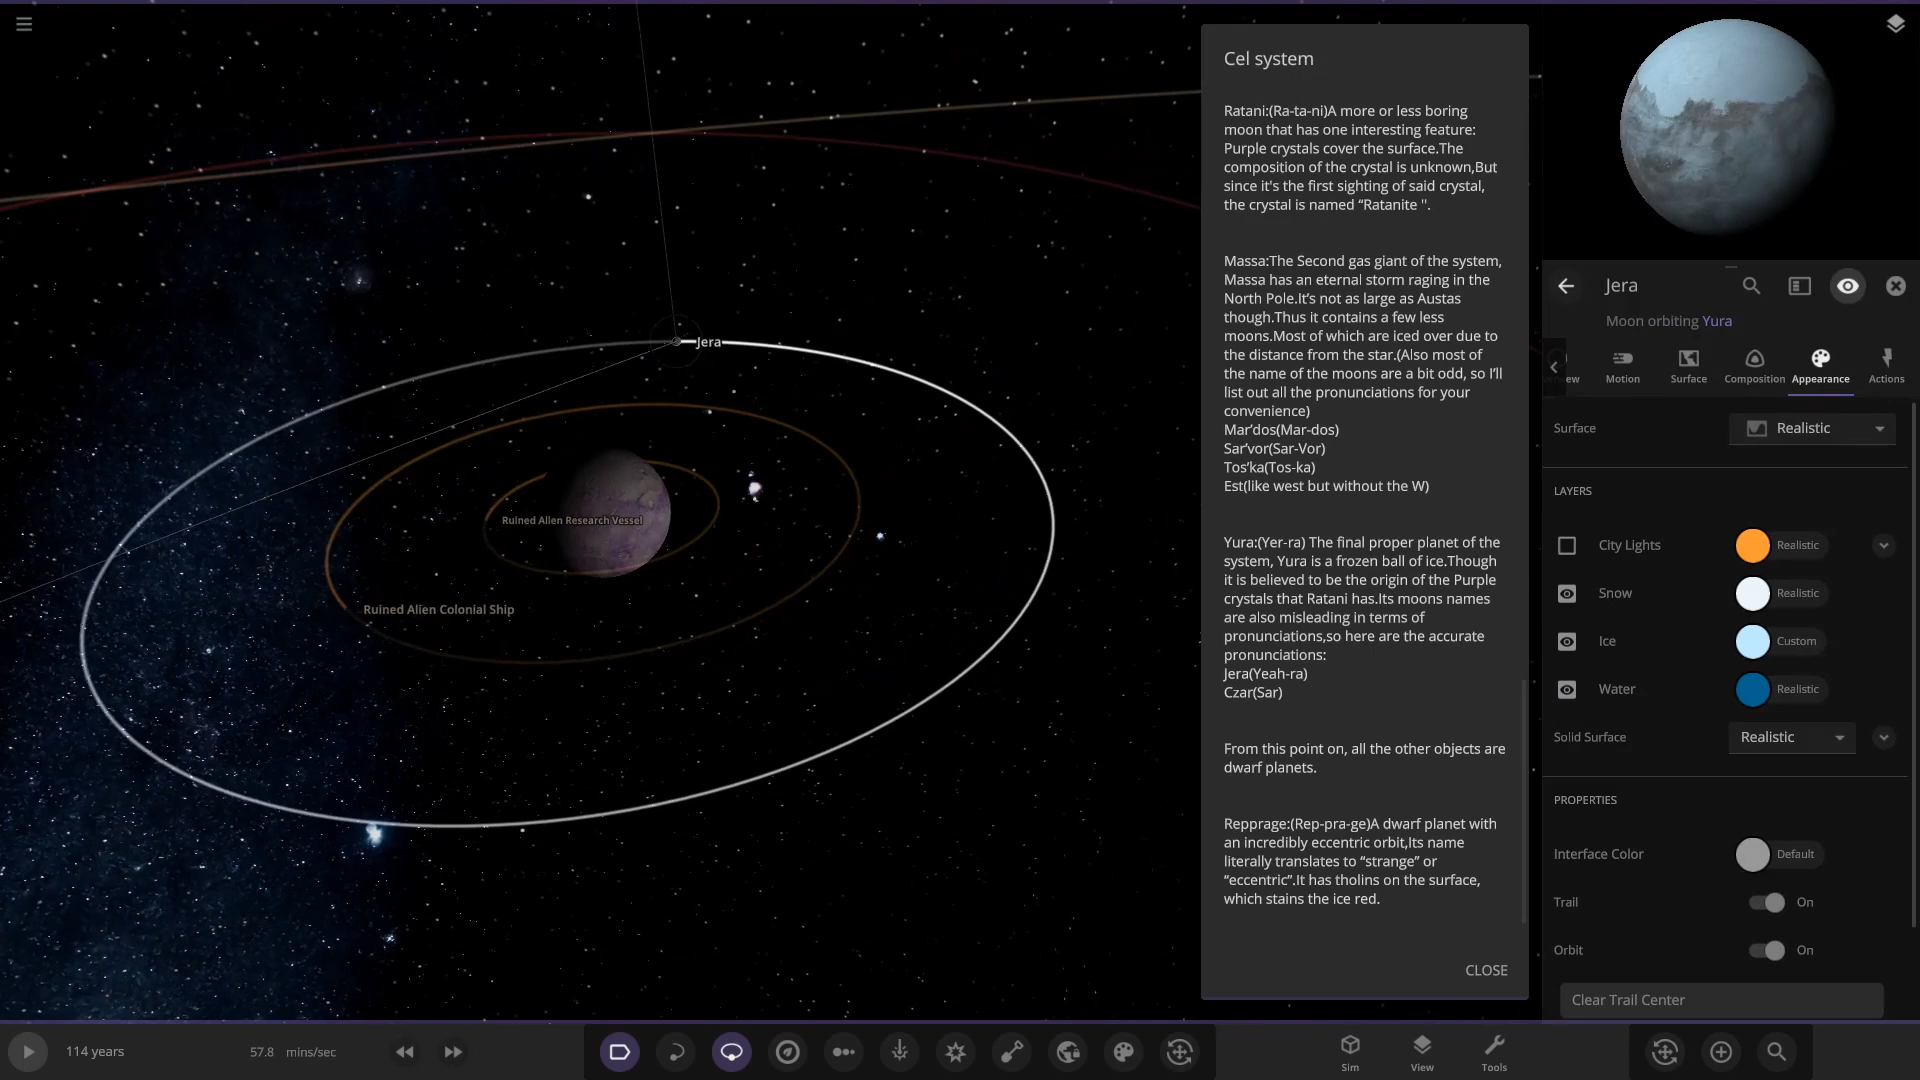 Cel system
Ratani:(Ra-ta-ni)A more or less boring
moon that has one interesting feature:
Purple crystals cover the surface.The
composition of the crystal is unknown,But
since it's the first sighting of said crystal,
the crystal is named “Ratanite ".
Massa:The Second gas giant of the system,
Massa has an eternal storm raging in the
North Pole.It’s not as large as Austas
though.Thus it contains a few less
moons.Most of which are iced over due to
the distance from the star.(Also most of
the name of the moons are a bit odd, so I’ll
list out all the pronunciations for your
convenience)
Mar’dos(Mar-dos)
Sar’vor(Sar-Vor)
Tos’ka(Tos-ka)
Est(like west but without the W)
Yura:(Yer-ra) The final proper planet of the
system, Yura is a frozen ball of ice.Though
it is believed to be the origin of the Purple
crystals that Ratani has.Its moons names
are also misleading in terms of
pronunciations,so here are the accurate
pronunciations:
Jera(Yeah-ra)
Czar(Sar)
From this point on, all the other objects are
dwarf planets.
Repprage:(Rep-pra-ge)A dwarf planet with
an incredibly eccentric orbit,Its name
literally translates to “strange” or
“eccentric”.It has tholins on the surface,
which stains the ice red.
CLOSE
Jera
Ruined Alien Research Vessel
Ruined Alien Colonial Ship
Jera
Moon orbiting Yura
Motion
Surface
Composition
Appearance
Actions
Surface
Realistic
LAYERS
City Lights
Realistic
Snow
Realistic
Ice
Custom
Water
Realistic
Solid Surface
Realistic
PROPERTIES
Interface Color
Default
Trail
On
Orbit
On
Clear Trail Center
114 years
57.8 mins/sec
Sim
View
Tools